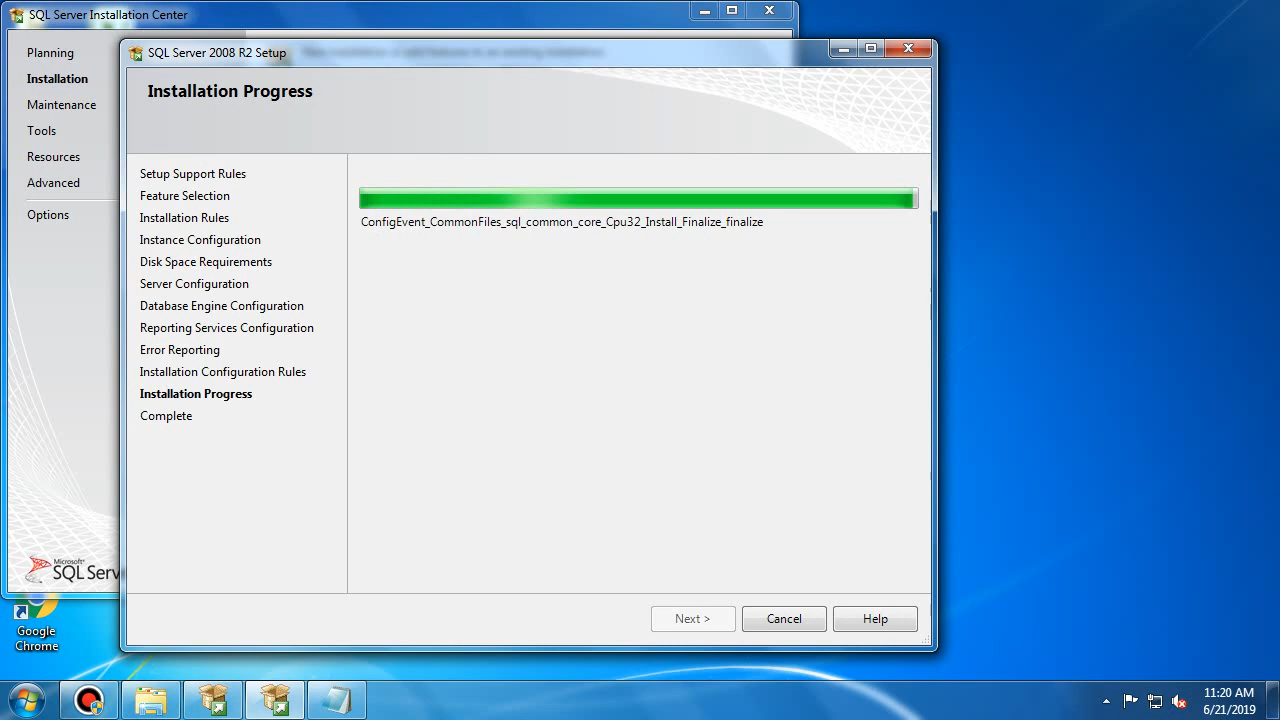 SQL Server Installation Center
Planning
Installation
Maintenance
Tools
Resources
Advanced
Options
Microsoft®
SQL Serv
SQL Server 2008 R2 Setup
Installation Progress
Setup Support Rules
Feature Selection
Installation Rules
Instance Configuration
Disk Space Requirements
Server Configuration
Database Engine Configuration
Reporting Services Configuration
Error Reporting
Installation Configuration Rules
Installation Progress
Complete
ConfigEvent_CommonFiles_sql_common_core_Cpu32_Install_Finalize_finalize
Next >
Cancel
Help
Google
Chrome
11:20 AM
6/21/2019